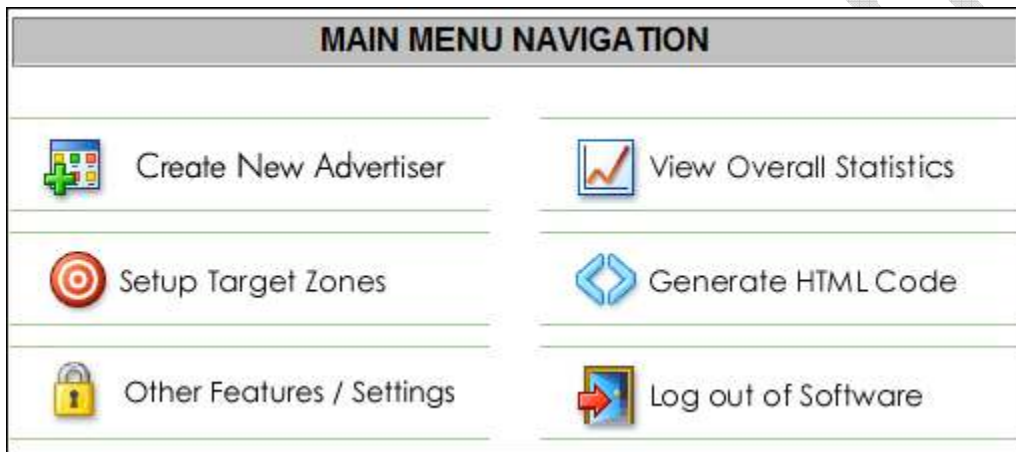 MAIN MENU NAVIGATION
Create New Advertiser
View Overall Statistics
Setup Target Zones
Generate HTML Code
Other Features / Settings
Log out of Software